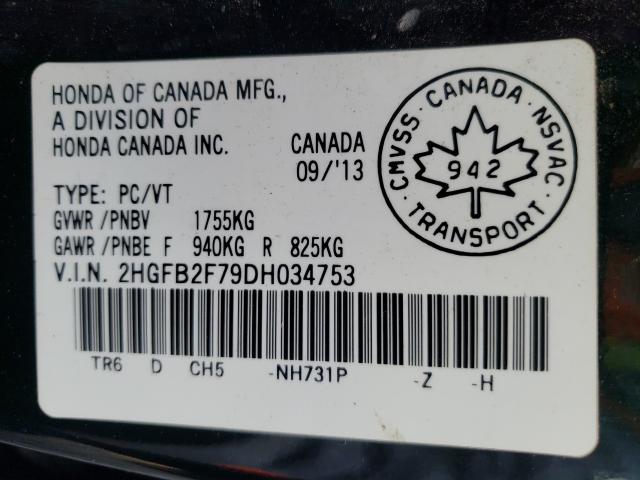 HONDA OF CANADA MFG.,
A DIVISION OF
HONDA CANADA INC.
CANADA
09/'13
CMVSS · CANADA · NSVAC
942
· TRANSPORT ·
TYPE: PC/VT
GVWR/PNBV 1755KG
GAWR/PNBE F 940KG R 825KG
V.I.N. 2HGFB2F79DH034753
TR6 D CH5 -NH731P -Z -H